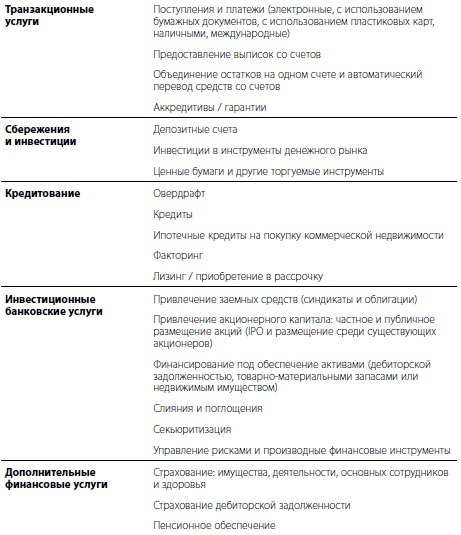 Транзакционные услуги
Поступления и платежи (электронные, с использованием
бумажных документов, с использованием пластиковых карт,
наличными, международные)
Предоставление выписок со счетов
Объединение остатков на одном счете и автоматический
перевод средств со счетов
Аккредитивы / гарантии
Сбережения
и инвестиции
Депозитные счета
Инвестиции в инструменты денежного рынка
Ценные бумаги и другие торгуемые инструменты
Кредитование
Овердрафт
Кредиты
Ипотечные кредиты на покупку коммерческой недвижимости
Факторинг
Лизинг / приобретение в рассрочку
Инвестиционные
банковские услуги
Привлечение заемных средств (синдикаты и облигации)
Привлечение акционерного капитала: частное и публичное
размещение акций (IPO и размещение среди существующих
акционеров)
Финансирование под обеспечение активами (дебиторской
задолженностью, товарно-материальными запасами или
недвижимым имуществом)
Слияния и поглощения
Секьюритизация
Управление рисками и производные финансовые инструменты
Дополнительные
финансовые услуги
Страхование: имущества, деятельности, основных сотрудников
и здоровья
Страхование дебиторской задолженности
Пенсионное обеспечение